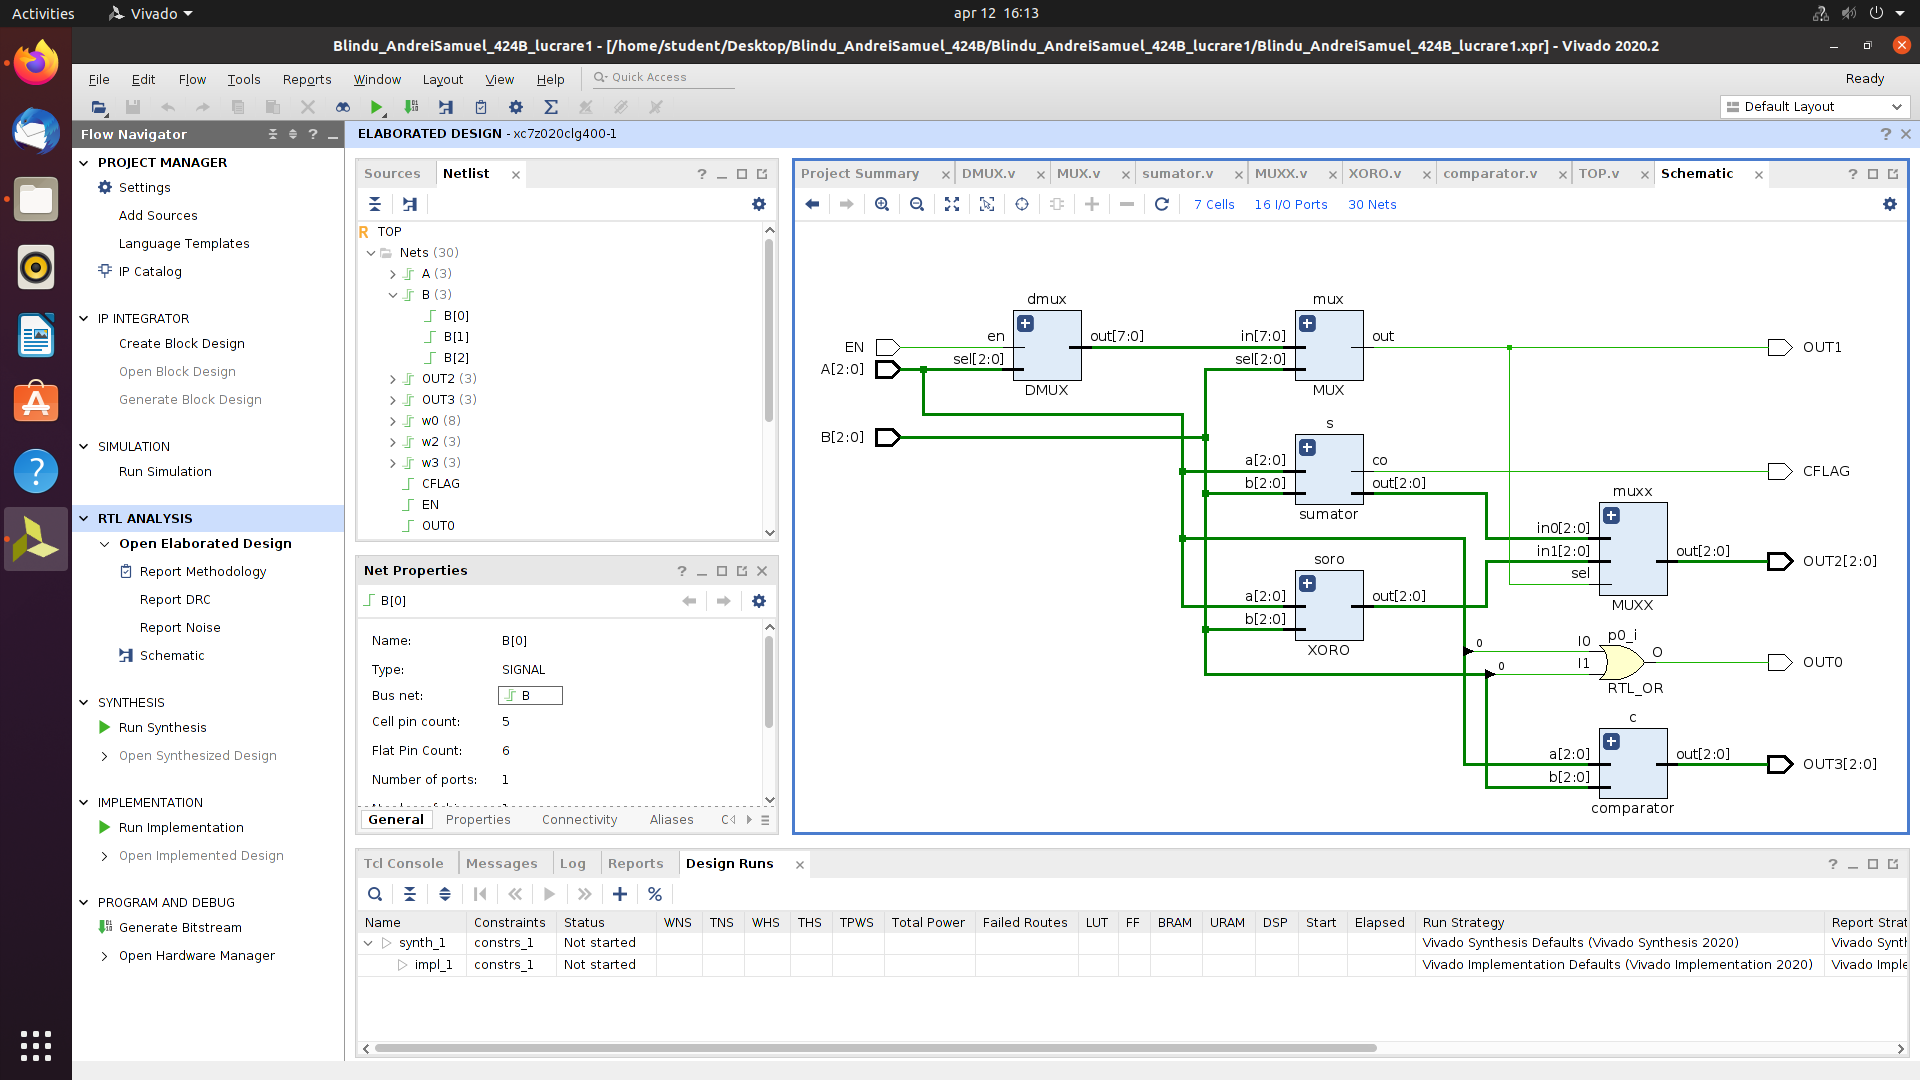 Activities
Vivado
apr 12 16:13
Blindu_AndreiSamuel_424B_lucrare1 - [/home/student/Desktop/Blindu_AndreiSamuel_424B/Blindu_AndreiSamuel_424B_lucrare1/Blindu_AndreiSamuel_424B_lucrare1.xpr] - Vivado 2020.2
File Edit Flow Tools Reports Window Layout View Help Quick Access
Ready
Default Layout
Flow Navigator
PROJECT MANAGER
Settings
Add Sources
Language Templates
IP Catalog
IP INTEGRATOR
Create Block Design
Open Block Design
Generate Block Design
SIMULATION
Run Simulation
RTL ANALYSIS
Open Elaborated Design
Report Methodology
Report DRC
Report Noise
Schematic
SYNTHESIS
Run Synthesis
Open Synthesized Design
IMPLEMENTATION
Run Implementation
Open Implemented Design
PROGRAM AND DEBUG
Generate Bitstream
Open Hardware Manager
ELABORATED DESIGN - xc7z020clg400-1
Sources
Netlist
TOP
Nets (30)
A (3)
B (3)
B[0]
B[1]
B[2]
OUT2 (3)
OUT3 (3)
w0 (8)
w2 (3)
w3 (3)
CFLAG
EN
OUT0
Net Properties
B[0]
Name: B[0]
Type: SIGNAL
Bus net: B
Cell pin count: 5
Flat Pin Count: 6
Number of ports: 1
General Properties Connectivity Aliases
Project Summary DMUX.v MUX.v sumator.v MUXX.v XORO.v comparator.v TOP.v Schematic
7 Cells 16 I/O Ports 30 Nets
dmux
en
out[7:0]
sel[2:0]
DMUX
EN
A[2:0]
B[2:0]
mux
in[7:0]
out
sel[2:0]
MUX
OUT1
s
a[2:0]
co
b[2:0]
out[2:0]
sumator
CFLAG
muxx
in0[2:0]
in1[2:0]
out[2:0]
sel
MUXX
OUT2[2:0]
soro
a[2:0]
out[2:0]
b[2:0]
XORO
0
0
p0_i
I0
O
I1
RTL_OR
OUT0
c
a[2:0]
out[2:0]
b[2:0]
comparator
OUT3[2:0]
Tcl Console Messages Log Reports Design Runs
Name Constraints Status WNS TNS WHS THS TPWS Total Power Failed Routes LUT FF BRAM URAM DSP Start Elapsed Run Strategy Report Strat
synth_1 constrs_1 Not started Vivado Synthesis Defaults (Vivado Synthesis 2020) Vivado Synth
impl_1 constrs_1 Not started Vivado Implementation Defaults (Vivado Implementation 2020) Vivado Imple